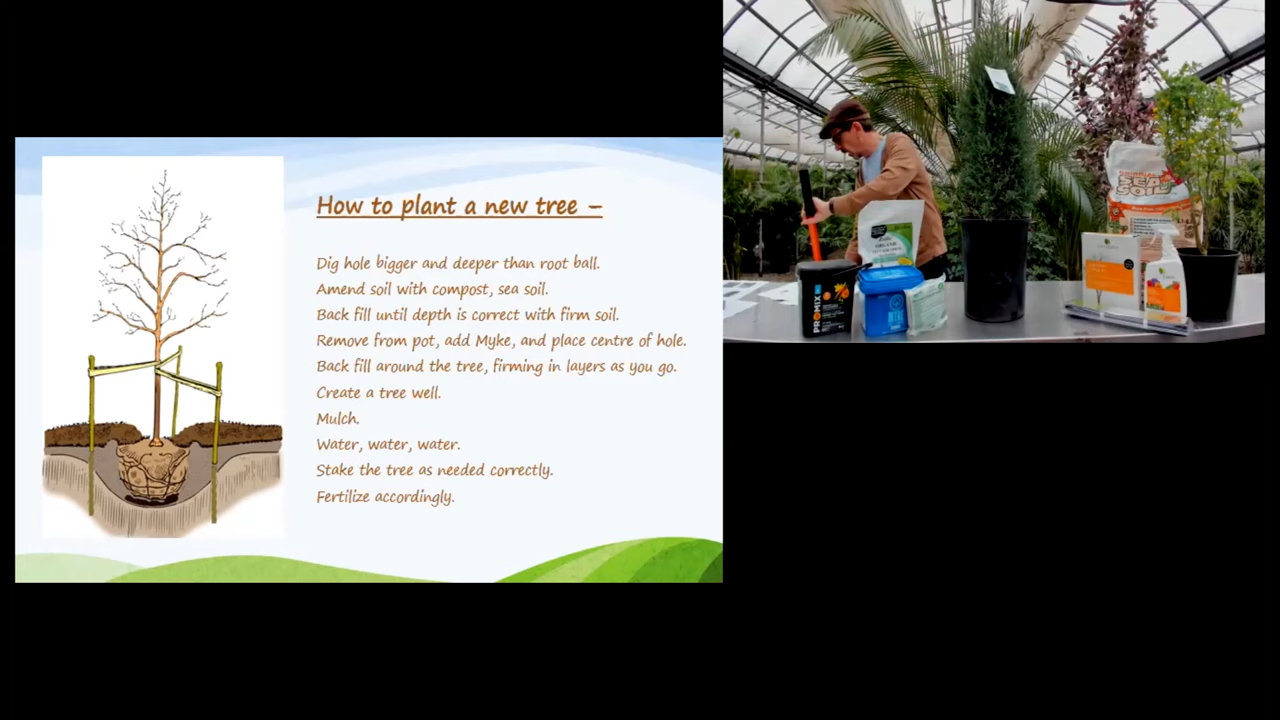 How to plant a new tree –
Dig hole bigger and deeper than root ball.
Amend soil with compost, sea soil.
Back fill until depth is correct with firm soil.
Remove from pot, add Myke, and place centre of hole.
Back fill around the tree, firming in layers as you go.
Create a tree well.
Mulch.
Water, water, water.
Stake the tree as needed correctly.
Fertilize accordingly.
ORGANIC
PROMIX
SEA
SOIL